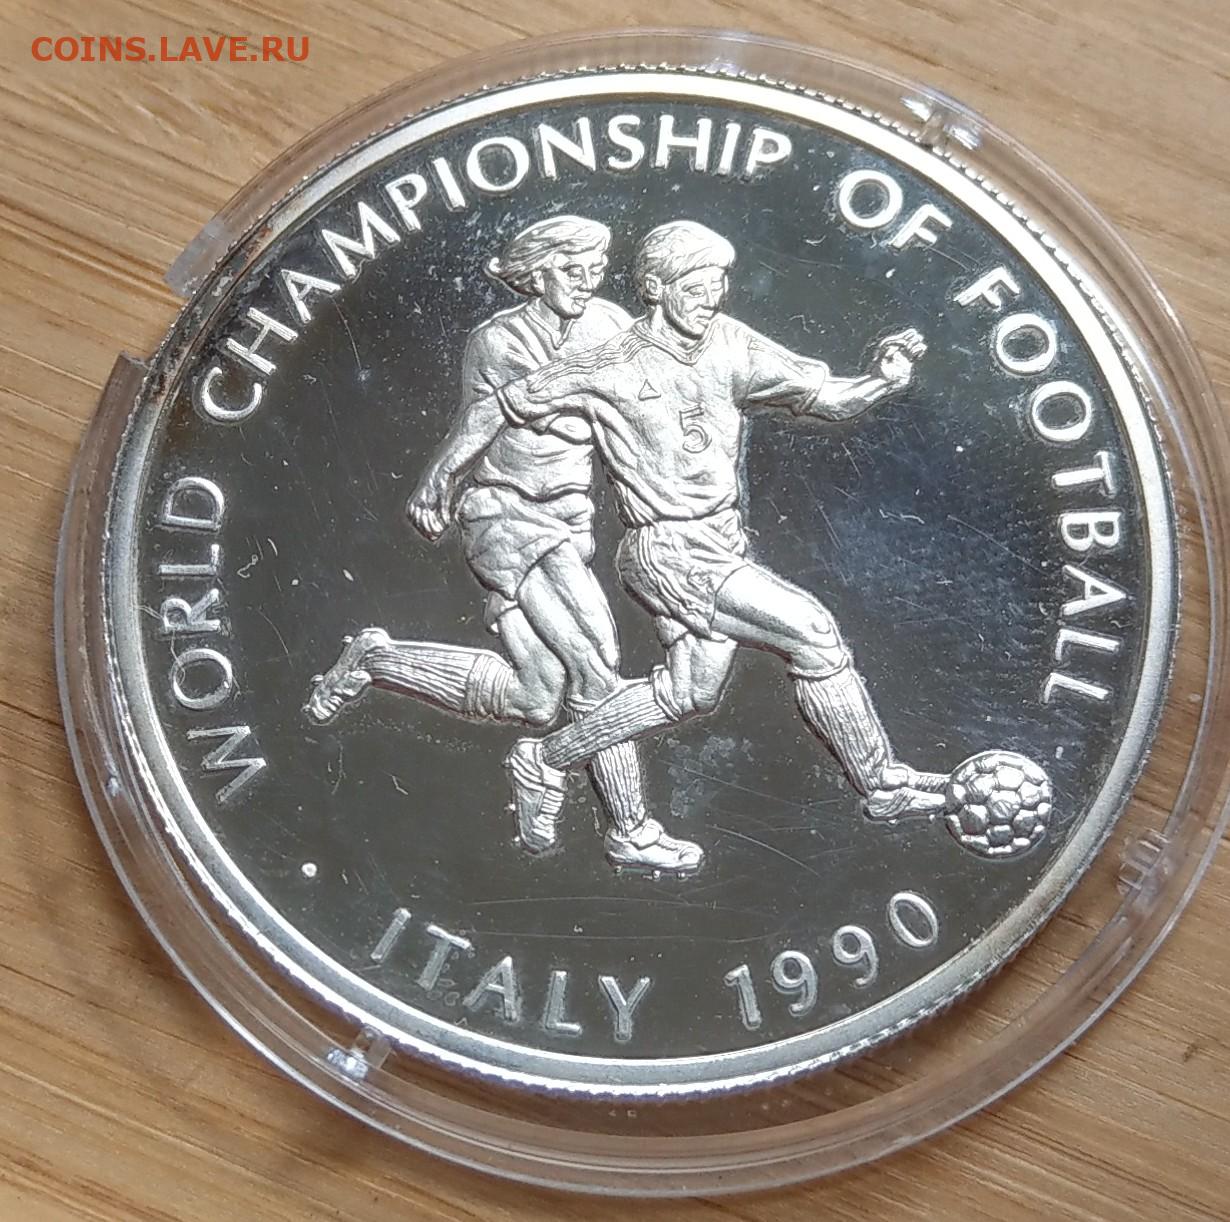 COINS.LAVE.RU
WORLD CHAMPIONSHIP OF FOOTBALL
5
ITALY 1990